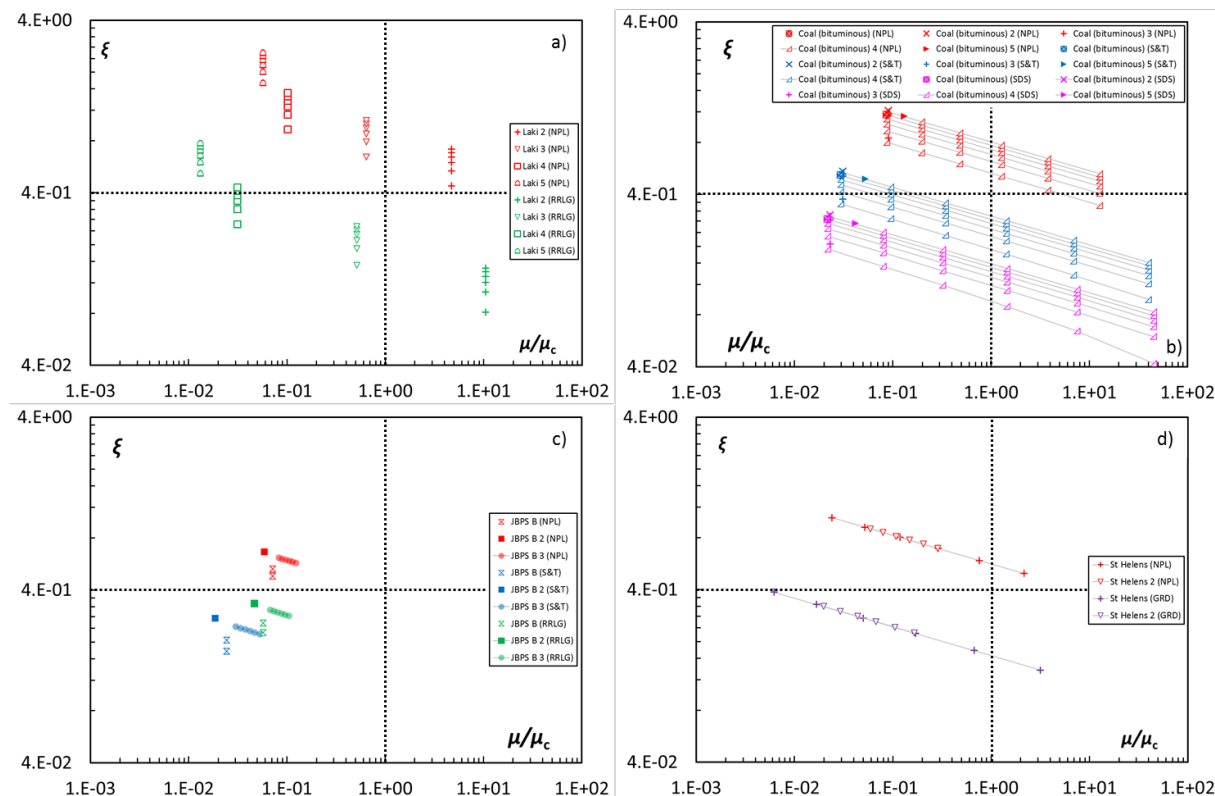 4.E+00
ξ
a)
Laki 2 (NPL)
Laki 3 (NPL)
Laki 4 (NPL)
Laki 5 (NPL)
Laki 2 (RRLG)
Laki 3 (RRLG)
Laki 4 (RRLG)
Laki 5 (RRLG)
4.E-01
μ/μc
4.E-02
1.E-03 1.E-02 1.E-01 1.E+00 1.E+01 1.E+02
4.E+00
ξ
Coal (bituminous) (NPL) Coal (bituminous) 2 (NPL) Coal (bituminous) 3 (NPL)
Coal (bituminous) 4 (NPL) Coal (bituminous) 5 (NPL) Coal (bituminous) (S&T)
Coal (bituminous) 2 (S&T) Coal (bituminous) 3 (S&T) Coal (bituminous) 5 (S&T)
Coal (bituminous) 4 (S&T) Coal (bituminous) (SDS) Coal (bituminous) 2 (SDS)
Coal (bituminous) 3 (SDS) Coal (bituminous) 4 (SDS) Coal (bituminous) 5 (SDS)
4.E-01
μ/μc
b)
4.E-02
1.E-03 1.E-02 1.E-01 1.E+00 1.E+01 1.E+02
4.E+00
ξ
c)
JBPS B (NPL)
JBPS B 2 (NPL)
JBPS B 3 (NPL)
JBPS B (S&T)
JBPS B 2 (S&T)
JBPS B 3 (S&T)
JBPS B (RRLG)
JBPS B 2 (RRLG)
JBPS B 3 (RRLG)
4.E-01
μ/μc
4.E-02
1.E-03 1.E-02 1.E-01 1.E+00 1.E+01 1.E+02
4.E+00
ξ
d)
St Helens (NPL)
St Helens 2 (NPL)
St Helens (GRD)
St Helens 2 (GRD)
4.E-01
μ/μc
4.E-02
1.E-03 1.E-02 1.E-01 1.E+00 1.E+01 1.E+02